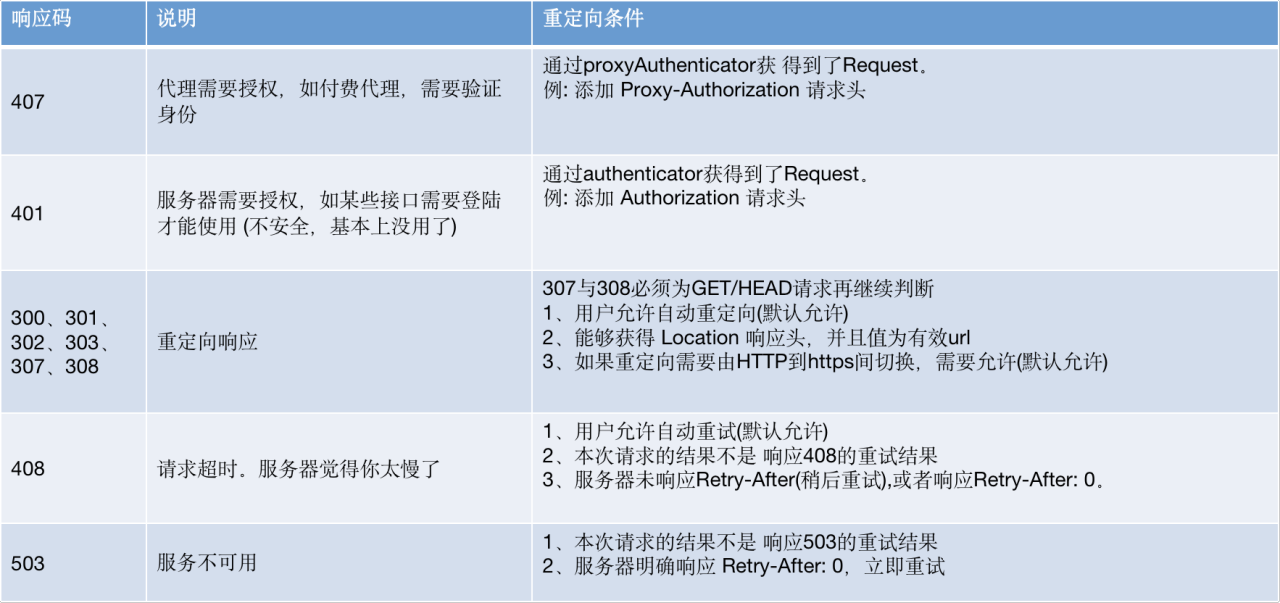 响应码 说明 重定向条件
407
代理需要授权，如付费代理，需要验证
身份
通过proxyAuthenticator获 得到了Request。
例: 添加 Proxy-Authorization 请求头
401
服务器需要授权，如某些接口需要登陆
才能使用 (不安全，基本上没用了)
通过authenticator获得到了Request。
例: 添加 Authorization 请求头
300、301、
302、303、
307、308
重定向响应
307与308必须为GET/HEAD请求再继续判断
1、用户允许自动重定向(默认允许)
2、能够获得 Location 响应头，并且值为有效url
3、如果重定向需要由HTTP到https间切换，需要允许(默认允许)
408
请求超时。服务器觉得你太慢了
1、用户允许自动重试(默认允许)
2、本次请求的结果不是 响应408的重试结果
3、服务器未响应Retry-After(稍后重试),或者响应Retry-After: 0。
503
服务不可用
1、本次请求的结果不是 响应503的重试结果
2、服务器明确响应 Retry-After: 0，立即重试